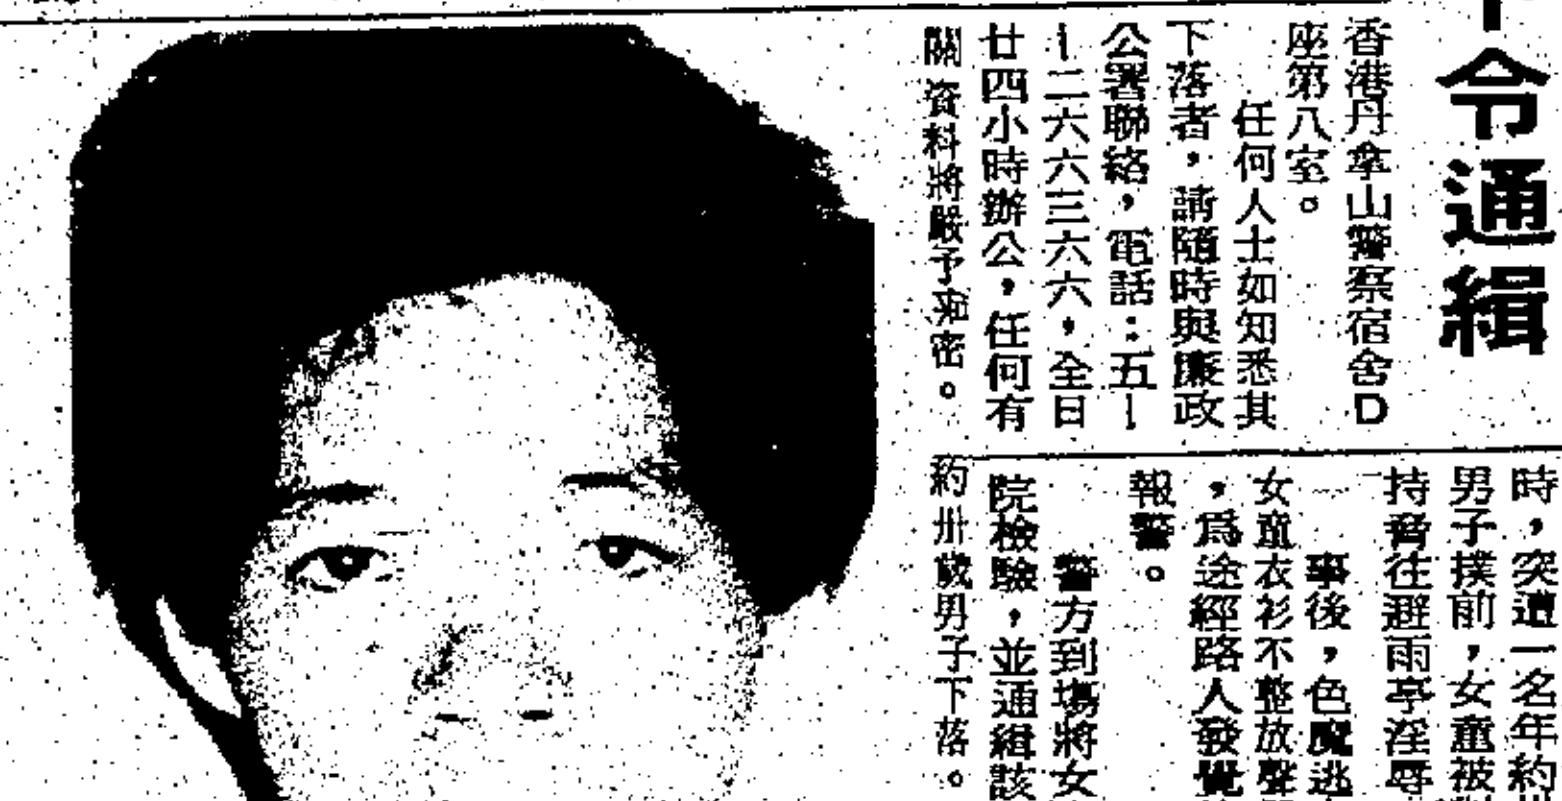 令通緝
香港丹拿山警察宿舍D
座第八室。
任何人士如知悉其
下落者，請隨時與廉政
公署聯絡，電話：五—
—二六六三六六，全日
廿四小時辦公，任何有
關資料將嚴予保密。
時，突遭一名年約卅
男子撲前，女童被
持脅往避雨亭淫辱
事後，色魔逃
女童衣衫不整放聲
，爲途經路人發覺
報警。
警方到塲將女
院檢驗，並通緝該
約卅歲男子下落。